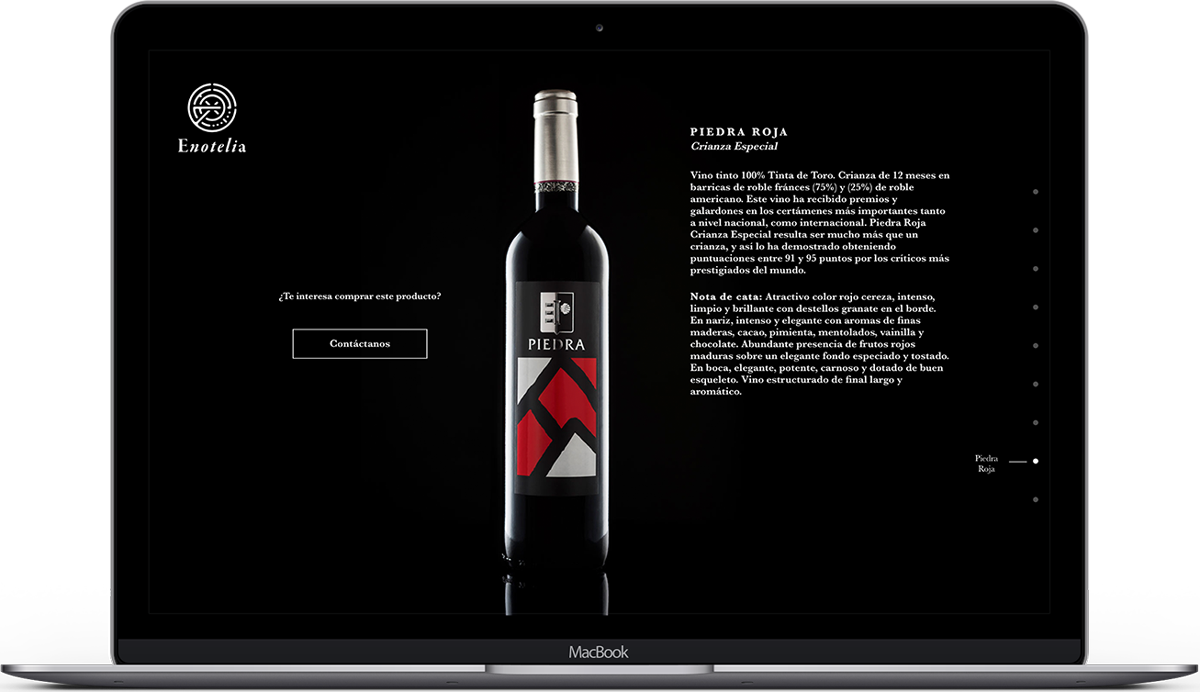 Enotelia
PIEDRA ROJA
Crianza Especial
Vino tinto 100% Tinta de Toro. Crianza de 12 meses en
barricas de roble fránces (75%) y (25%) de roble
americano. Este vino ha recibido premios y
galardones en los certámenes más importantes tanto
a nivel nacional, como internacional. Piedra Roja
Crianza Especial resulta ser mucho más que un
crianza, y así lo ha demostrado obteniendo
puntuaciones entre 91 y 95 puntos por los críticos más
prestigiados del mundo.
Nota de cata: Atractivo color rojo cereza, intenso,
limpio y brillante con destellos granate en el borde.
En nariz, intenso y elegante con aromas de finas
maderas, cacao, pimienta, mentolados, vainilla y
chocolate. Abundante presencia de frutos rojos
maduras sobre un elegante fondo especiado y tostado.
En boca, elegante, potente, carnoso y dotado de buen
esqueleto. Vino estructurado de final largo y
aromático.
¿Te interesa comprar este producto?
Contáctanos
PIEDRA
Piedra
Roja
MacBook